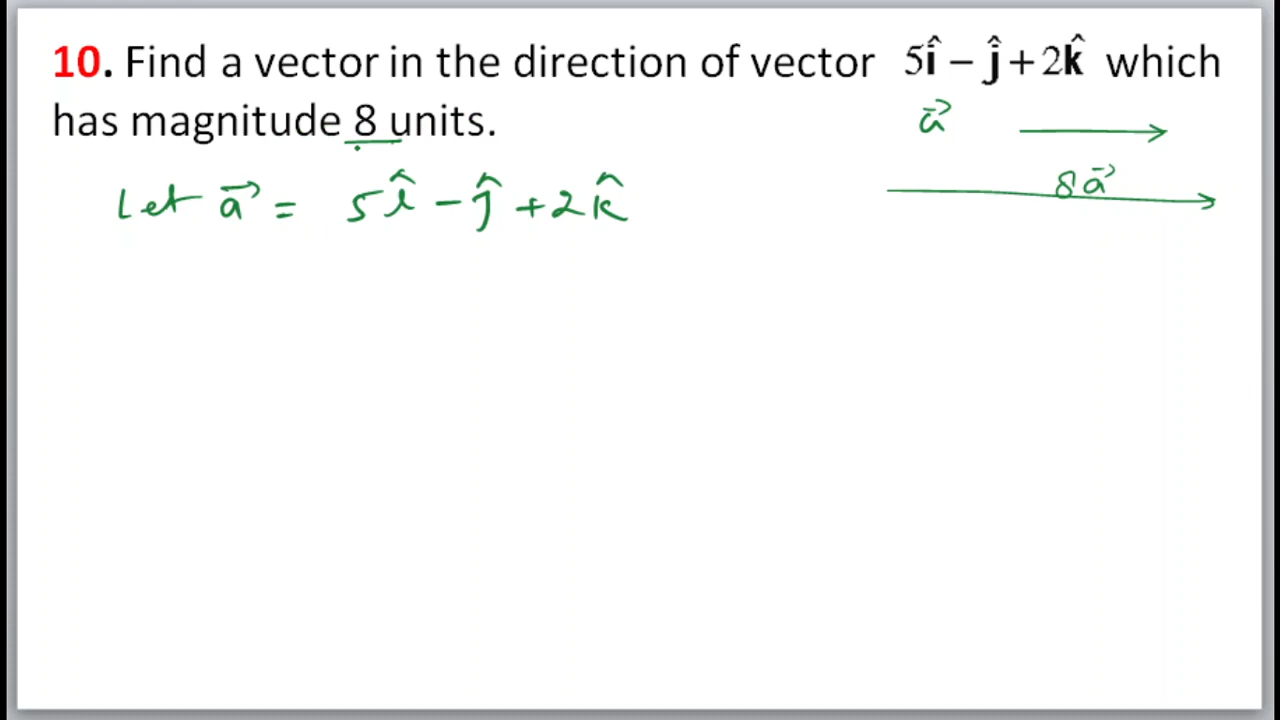 10. Find a vector in the direction of vector 5î − ĵ + 2k̂ which
has magnitude 8 units.
a⃗
8a⃗
Let a⃗ = 5î − ĵ + 2k̂